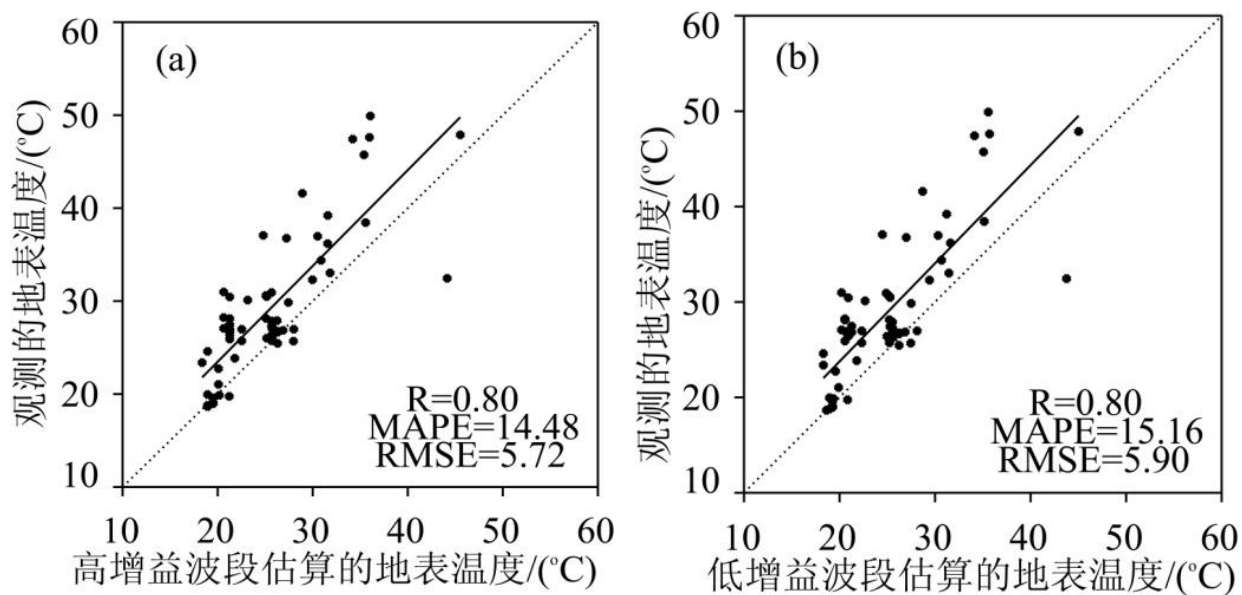 (a)
观测的地表温度/(°C)
60
50
40
30
20
10
R=0.80
MAPE=14.48
RMSE=5.72
10 20 30 40 50 60
高增益波段估算的地表温度/(°C)
(b)
观测的地表温度/(°C)
60
50
40
30
20
10
R=0.80
MAPE=15.16
RMSE=5.90
10 20 30 40 50 60
低增益波段估算的地表温度/(°C)